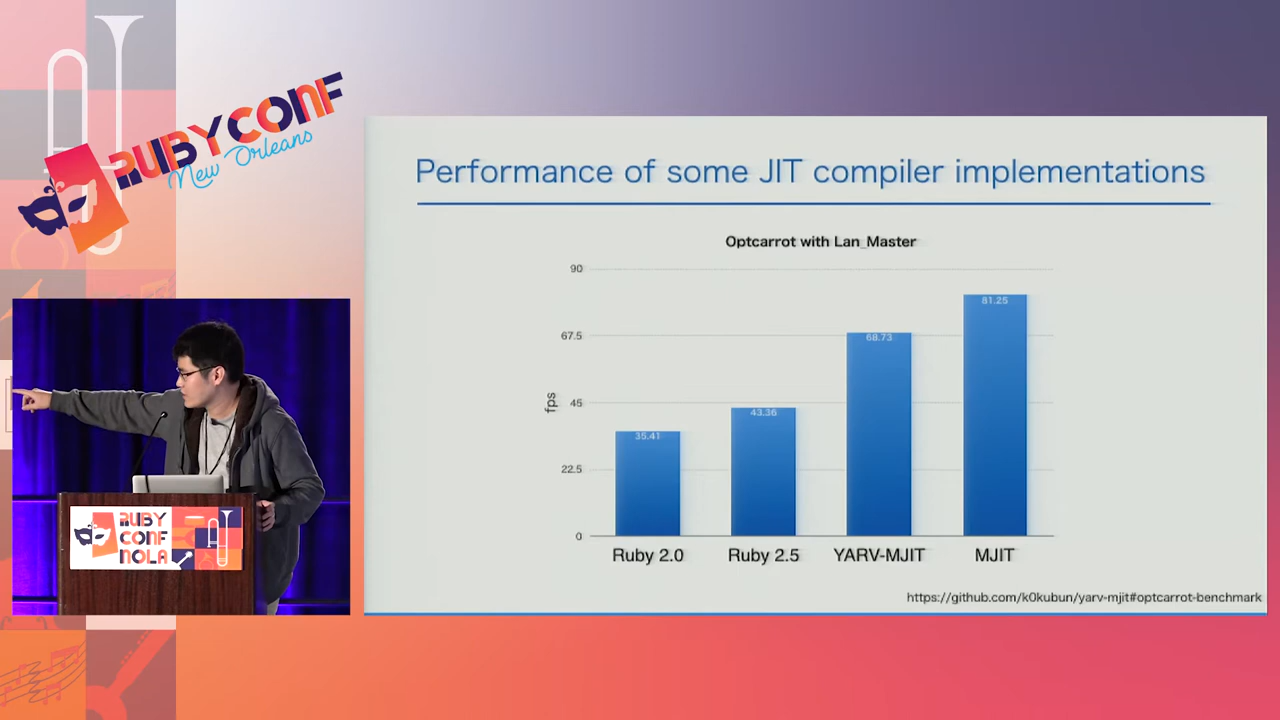 RUBYCONF
New Orleans
RUBY
CONF
NOLA
Performance of some JIT compiler implementations
Optcarrot with Lan_Master
90
67.5
45
22.5
0
fps
35.41
43.36
68.73
81.25
Ruby 2.0
Ruby 2.5
YARV-MJIT
MJIT
https://github.com/k0kubun/yarv-mjit#optcarrot-benchmark